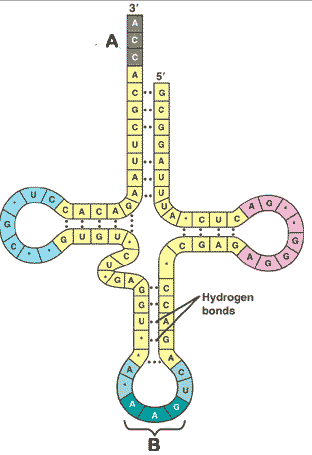 3'
A
A C C A C G C U U A A G
5'
G C G G A U U U A • C U C A G • • G G G A G A G C G •
C C A G A • C U G A A • A • • U G G A G •
C U • U G U G • C G • U C C A C A G
Hydrogen
bonds
B